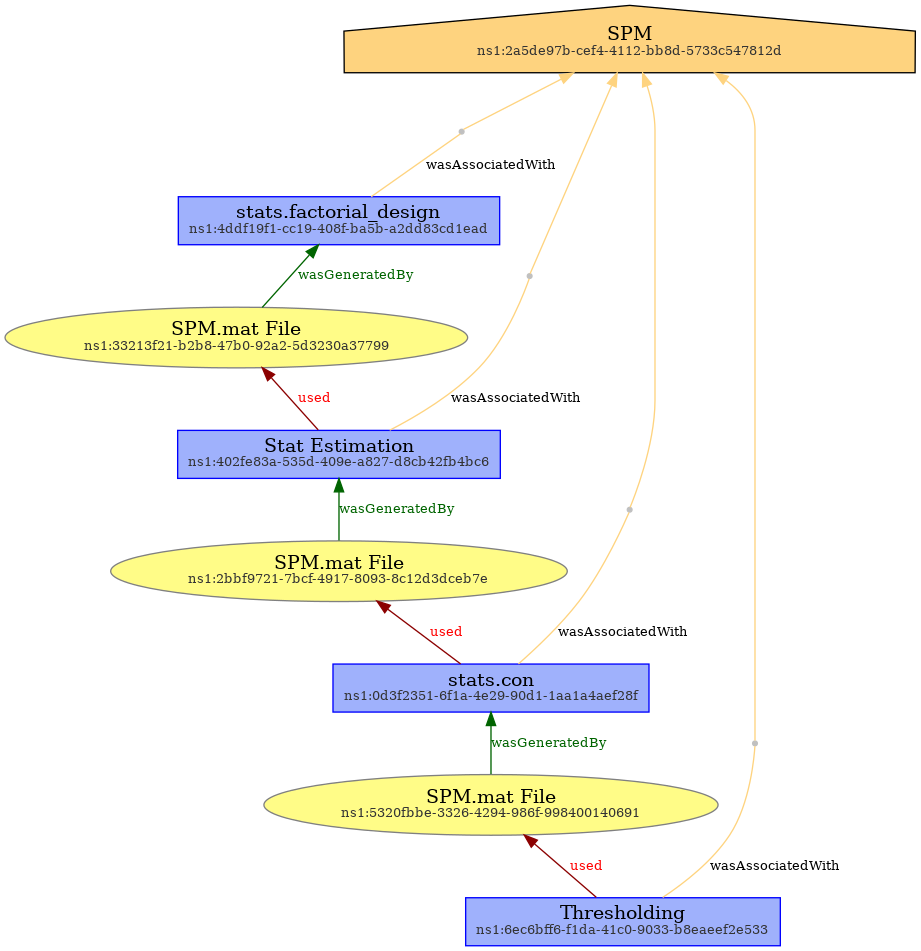 SPM
ns1:2a5de97b-cef4-4112-bb8d-5733c547812d
wasAssociatedWith
stats.factorial_design
ns1:4ddf19f1-cc19-408f-ba5b-a2dd83cd1ead
wasGeneratedBy
SPM.mat File
ns1:33213f21-b2b8-47b0-92a2-5d3230a37799
used
wasAssociatedWith
Stat Estimation
ns1:402fe83a-535d-409e-a827-d8cb42fb4bc6
wasGeneratedBy
SPM.mat File
ns1:2bbf9721-7bcf-4917-8093-8c12d3dceb7e
used
wasAssociatedWith
stats.con
ns1:0d3f2351-6f1a-4e29-90d1-1aa1a4aef28f
wasGeneratedBy
SPM.mat File
ns1:5320fbbe-3326-4294-986f-998400140691
used
wasAssociatedWith
Thresholding
ns1:6ec6bff6-f1da-41c0-9033-b8eaeef2e533